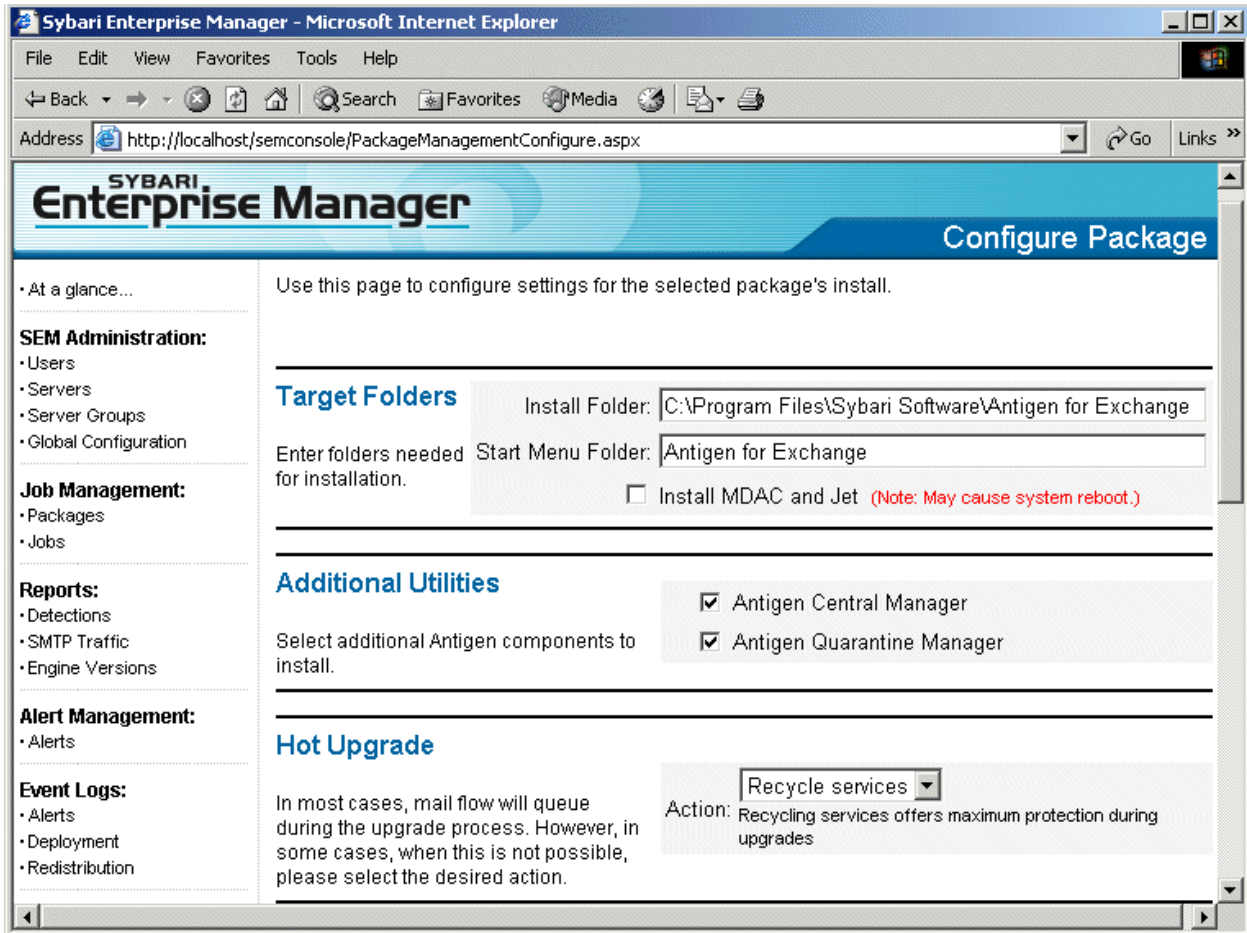 Sybari Enterprise Manager - Microsoft Internet Explorer
File Edit View Favorites Tools Help
Back Search Favorites Media
Address http://localhost/semconsole/PackageManagementConfigure.aspx Go Links »
SYBARI
Enterprise Manager
Configure Package
· At a glance...
SEM Administration:
· Users
· Servers
· Server Groups
· Global Configuration
Job Management:
· Packages
· Jobs
Reports:
· Detections
· SMTP Traffic
· Engine Versions
Alert Management:
· Alerts
Event Logs:
· Alerts
· Deployment
· Redistribution
Use this page to configure settings for the selected package's install.
Target Folders
Enter folders needed
for installation.
Install Folder: C:\Program Files\Sybari Software\Antigen for Exchange
Start Menu Folder: Antigen for Exchange
Install MDAC and Jet (Note: May cause system reboot.)
Additional Utilities
Select additional Antigen components to
install.
Antigen Central Manager
Antigen Quarantine Manager
Hot Upgrade
In most cases, mail flow will queue
during the upgrade process. However, in
some cases, when this is not possible,
please select the desired action.
Action: Recycle services
Recycling services offers maximum protection during
upgrades